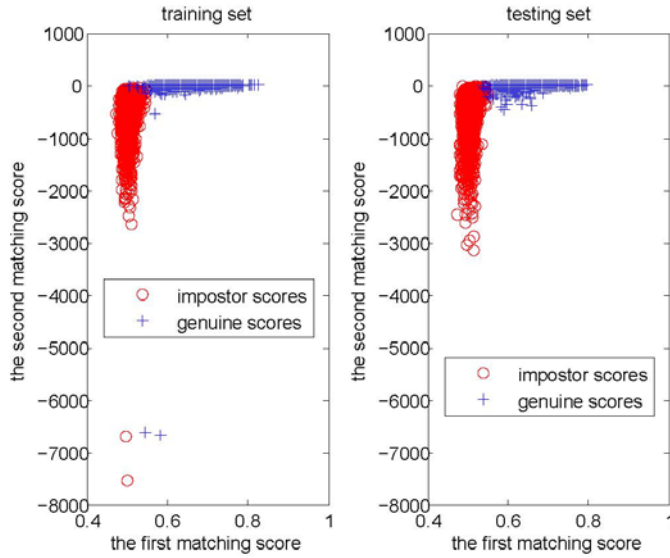 training set
1000
0
−1000
−2000
−3000
−4000
−5000
−6000
−7000
−8000
0.4
0.6
0.8
1
the first matching score
the second matching score
impostor scores
genuine scores
testing set
1000
0
−1000
−2000
−3000
−4000
−5000
−6000
−7000
−8000
0.4
0.6
0.8
1
the first matching score
the second matching score
impostor scores
genuine scores